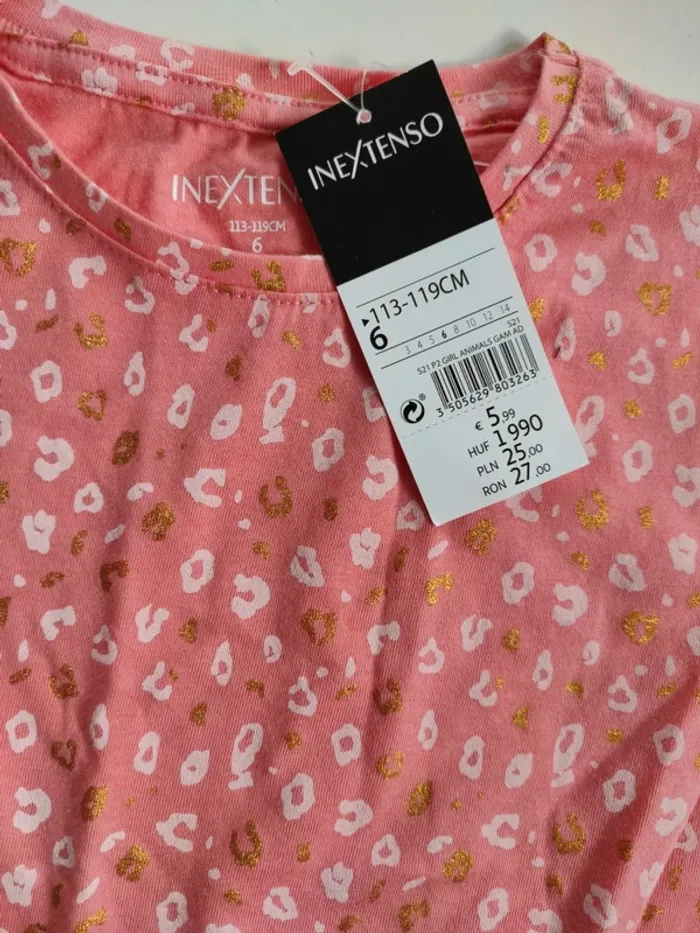 INEXTEN
113-119CM
6
INEXTENSO
113-119CM
6
3 4 5 6 8 10 12 14
521
521 P2 GIRL ANIMALS GAM AD
3 505629 803263
€ 5,99
HUF 1 990
PLN 25,00
RON 27,00